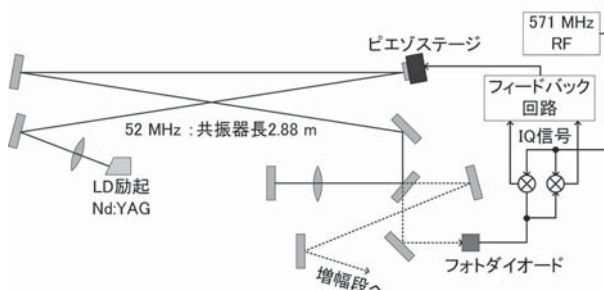 ピエゾステージ
571 MHz
RF
フィードバック
回路
52 MHz : 共振器長2.88 m
IQ信号
LD励起
Nd:YAG
フォトダイオード
増幅段へ